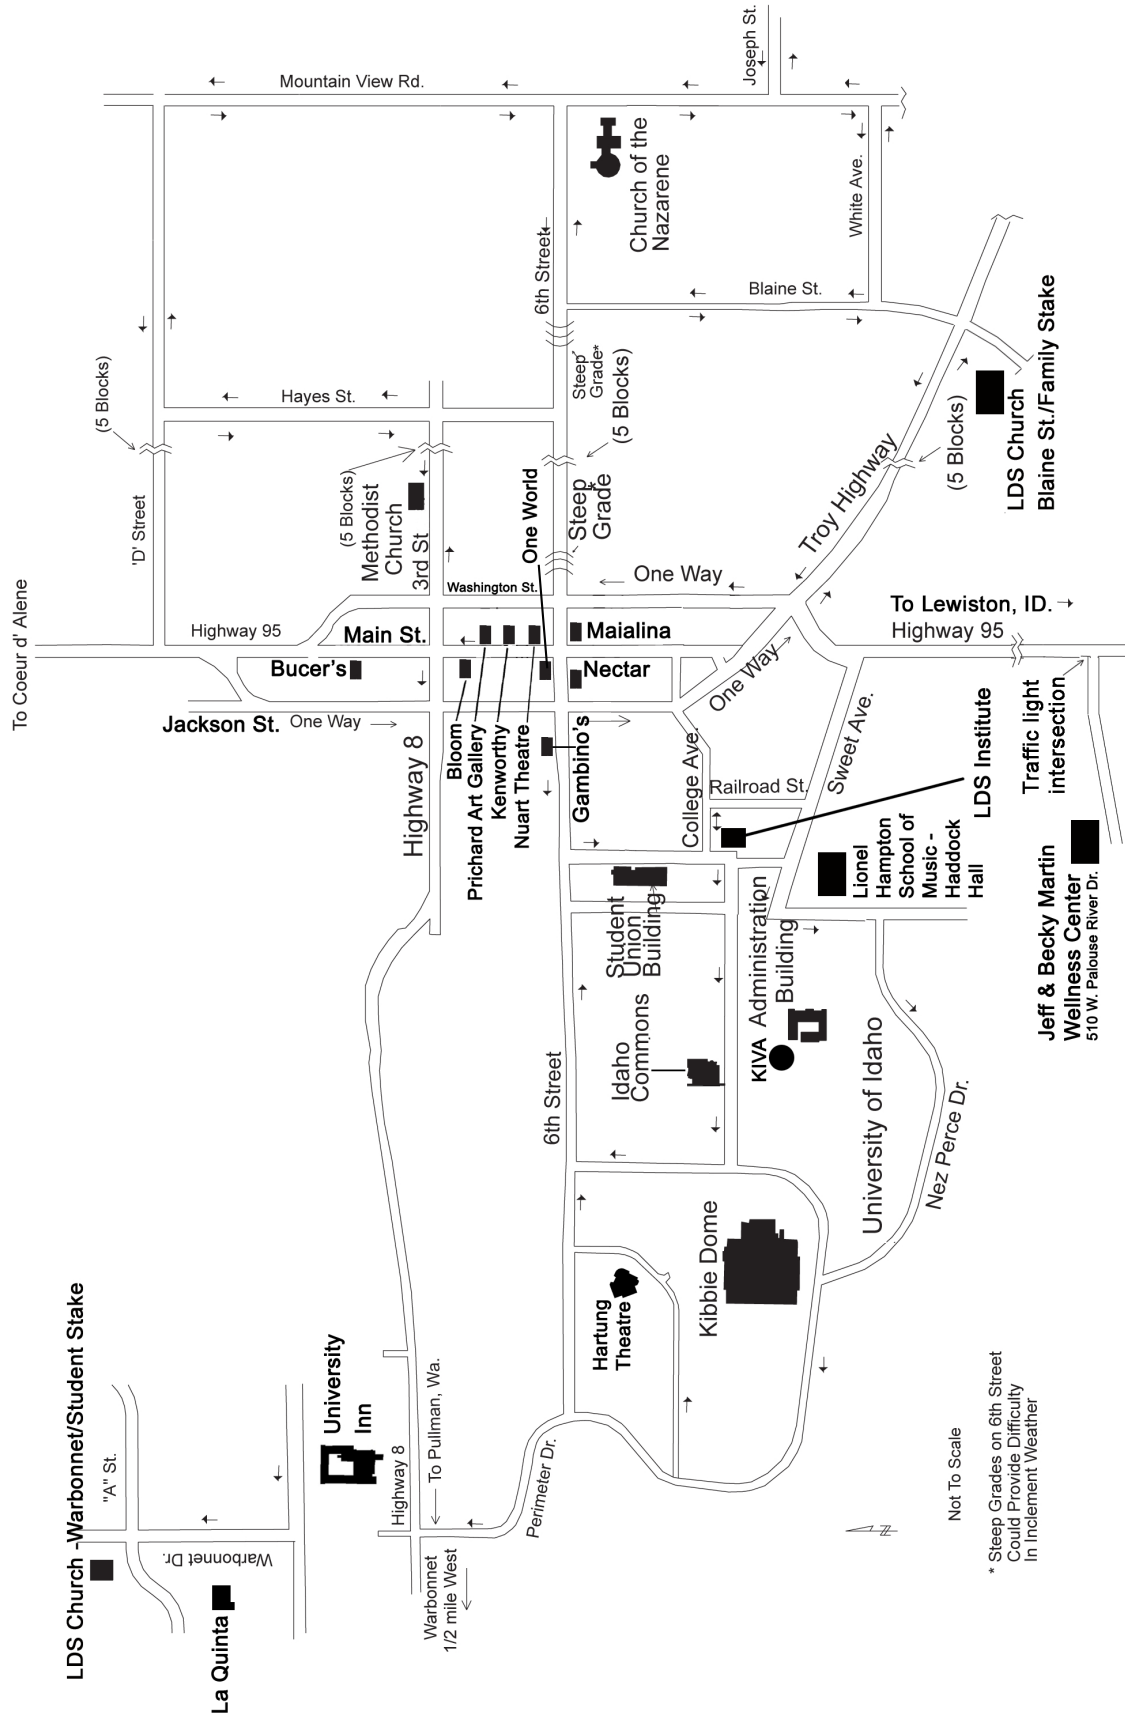 Joseph St.
Mountain View Rd.
Church of the
Nazarene
White Ave.
6th Street
Blaine St.
Steep
Grade*
(5 Blocks)
(5 Blocks)
Hayes St.
(5 Blocks)
LDS Church
Blaine St./Family Stake
(5 Blocks)
'D' Street
Methodist
Church
3rd St
One World
Steep*
Grade
Troy Highway
Washington St.
One Way
To Coeur d' Alene
Highway 95
Main St.
Maialina
To Lewiston, ID.
Highway 95
Bucer's
Nectar
One Way
Jackson St.
One Way
Highway 8
Bloom
Prichard Art Gallery
Kenworthy
Nuart Theatre
Gambino's
College Ave.
Railroad St.
Sweet Ave.
LDS Institute
Traffic light
intersection
Lionel
Hampton
School of
Music -
Haddock
Hall
Jeff & Becky Martin
Wellness Center
510 W. Palouse River Dr.
Student
Union
Building
Administration
Building
KIVA
Idaho
Commons
6th Street
University of Idaho
Nez Perce Dr.
Kibbie Dome
Hartung
Theatre
LDS Church -Warbonnet/Student Stake
"A" St.
University
Inn
Highway 8
To Pullman, Wa.
Perimeter Dr.
Warbonnet Dr.
La Quinta
Warbonnet
1/2 mile West
N
Not To Scale
* Steep Grades on 6th Street
Could Provide Difficulty
In Inclement Weather